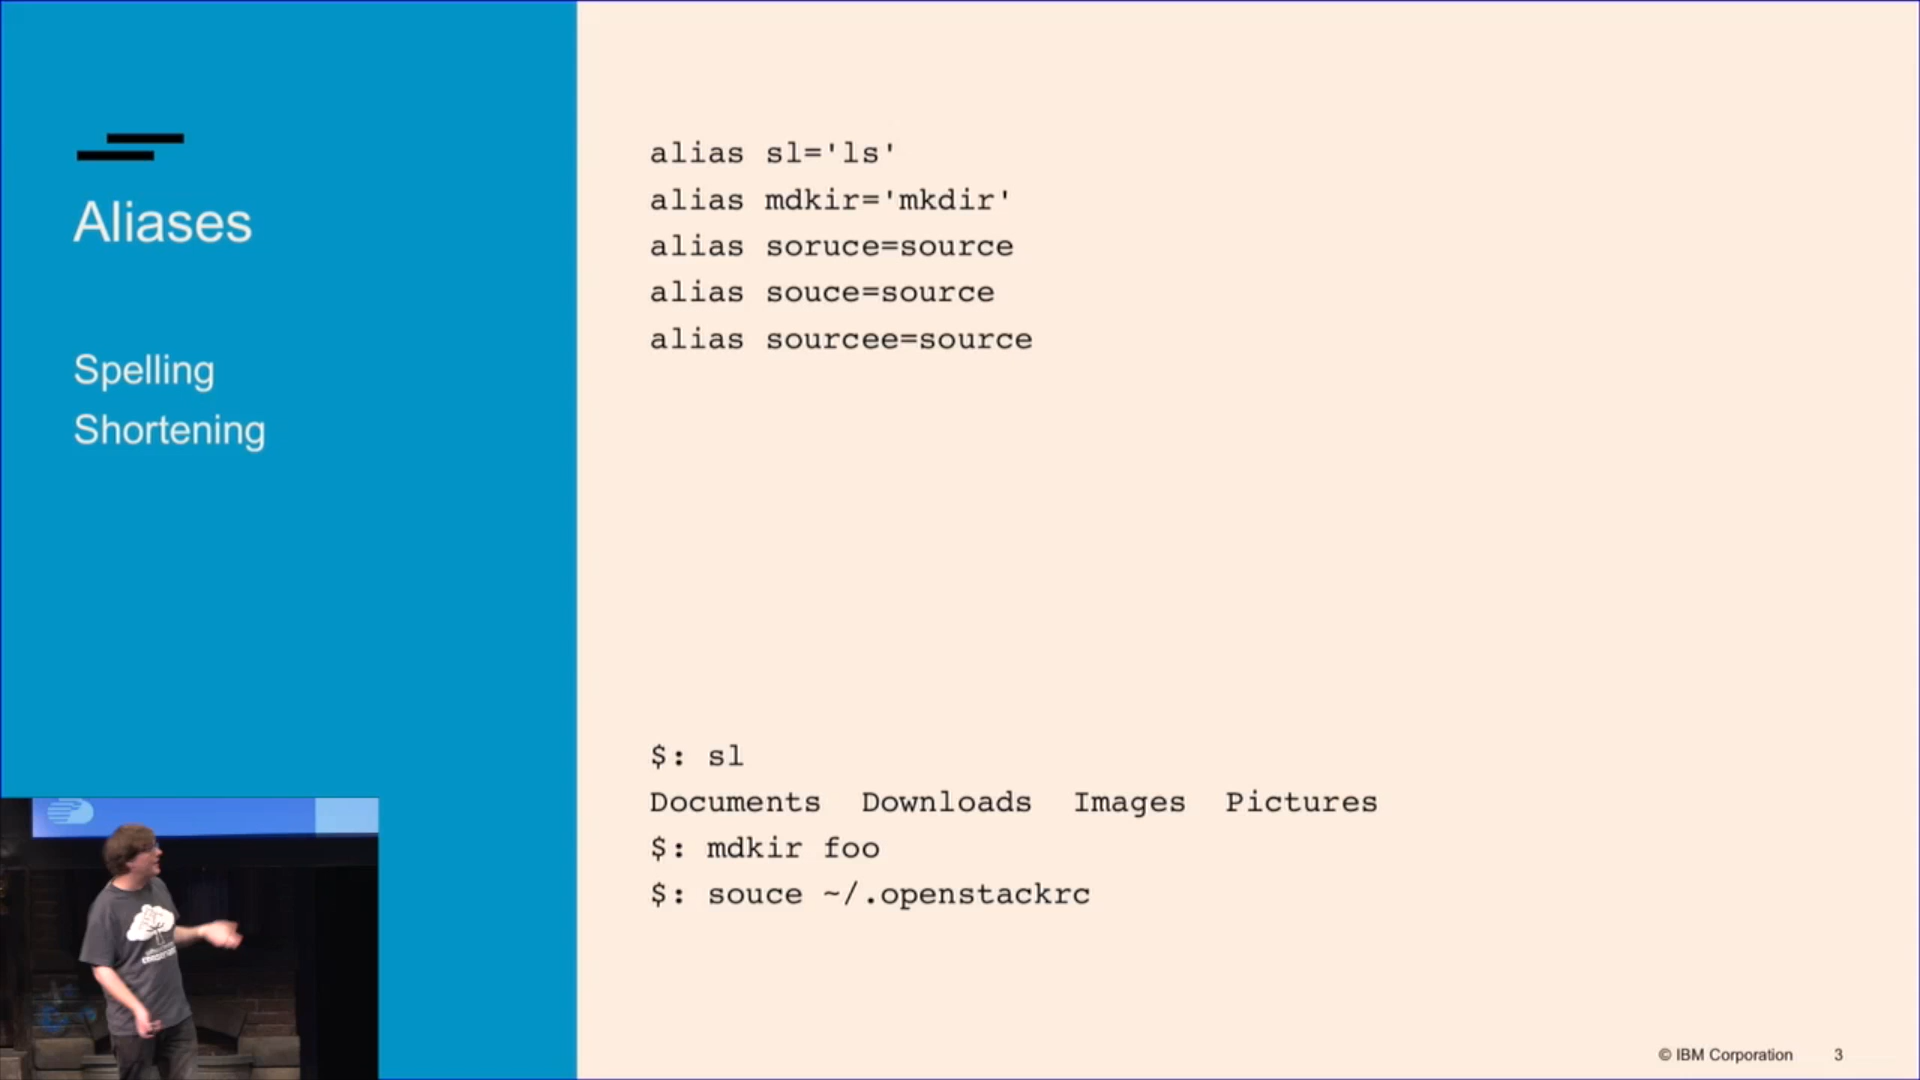 Aliases
Spelling
Shortening
alias sl='ls'
alias mdkir='mkdir'
alias soruce=source
alias souce=source
alias sourcee=source
$: sl
Documents  Downloads  Images  Pictures
$: mdkir foo
$: souce ~/.openstackrc
© IBM Corporation 3